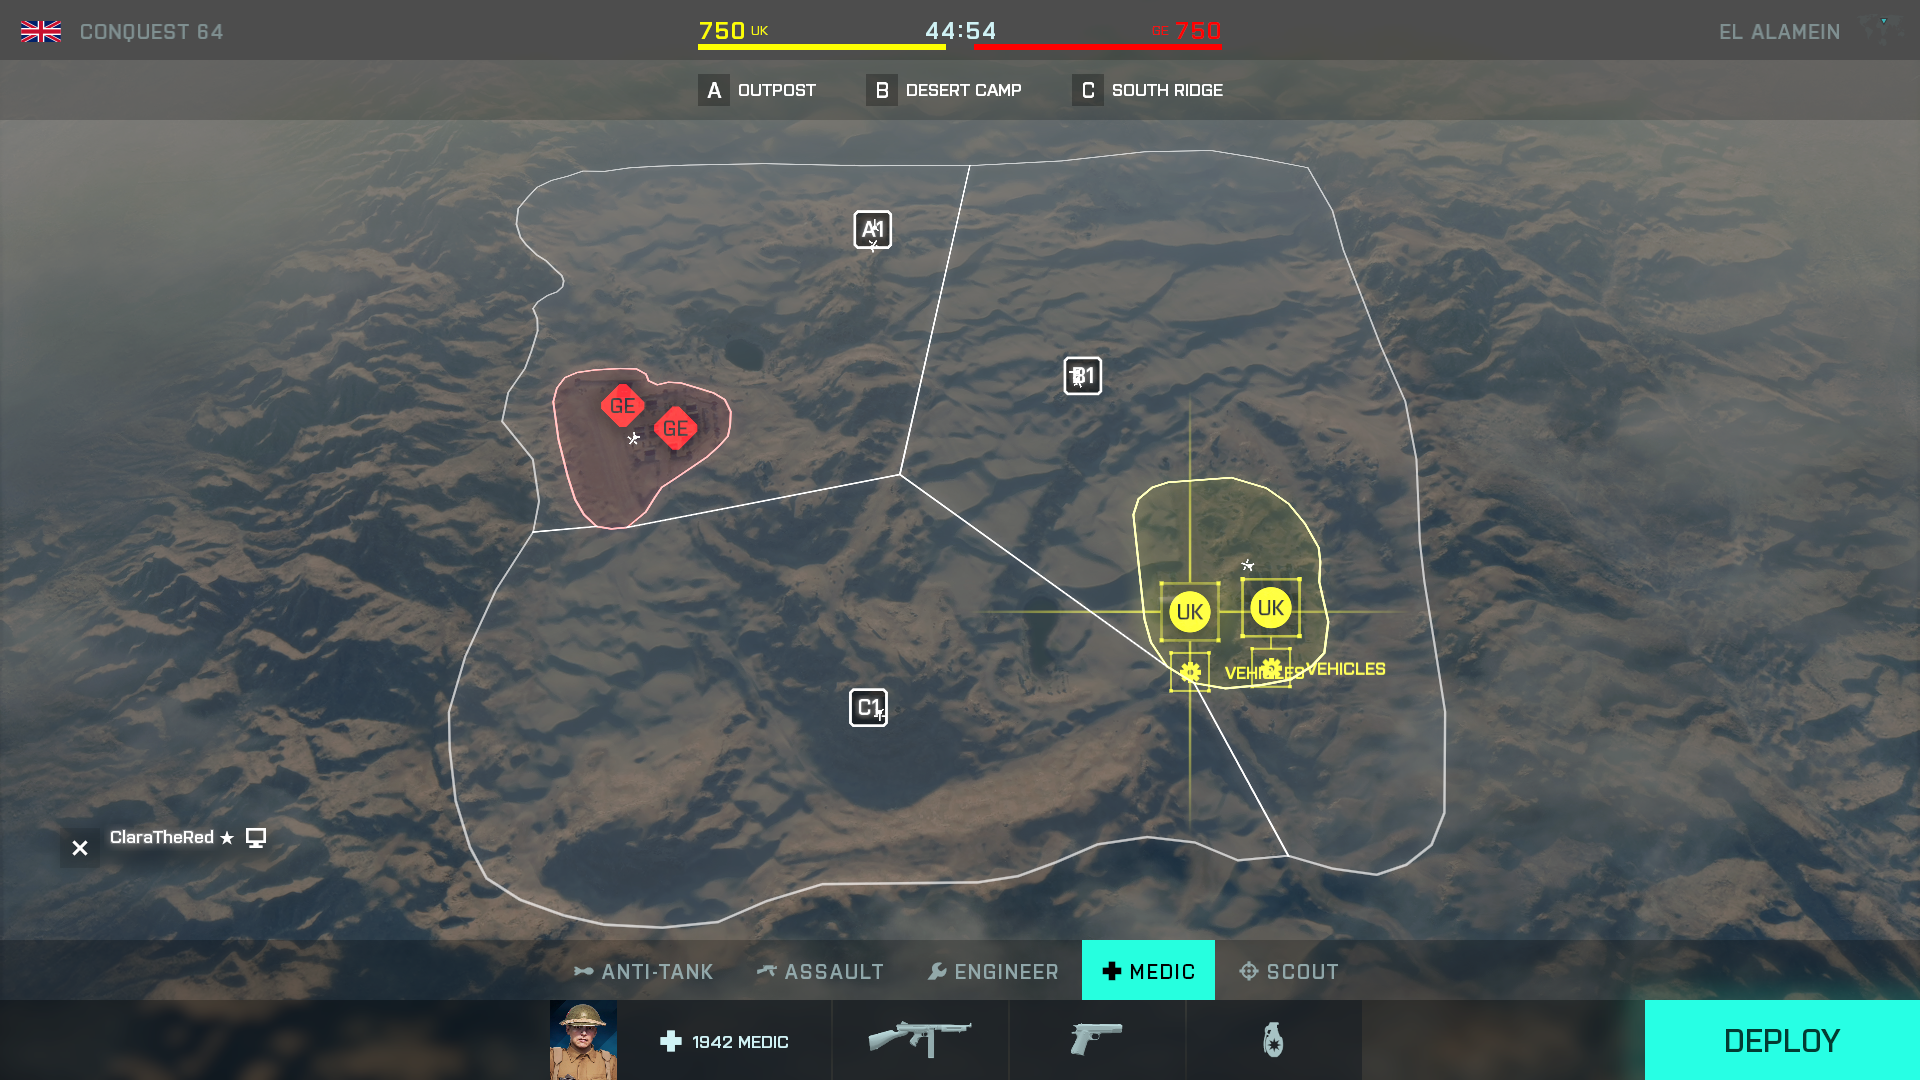 CONQUEST 64
750 UK
44:54
GE 750
EL ALAMEIN
A OUTPOST
B DESERT CAMP
C SOUTH RIDGE
A1
B1
GE
GE
UK
UK
VEHICLES
VEHICLES
C1
ClaraTheRed
ANTI-TANK
ASSAULT
ENGINEER
MEDIC
SCOUT
1942 MEDIC
DEPLOY